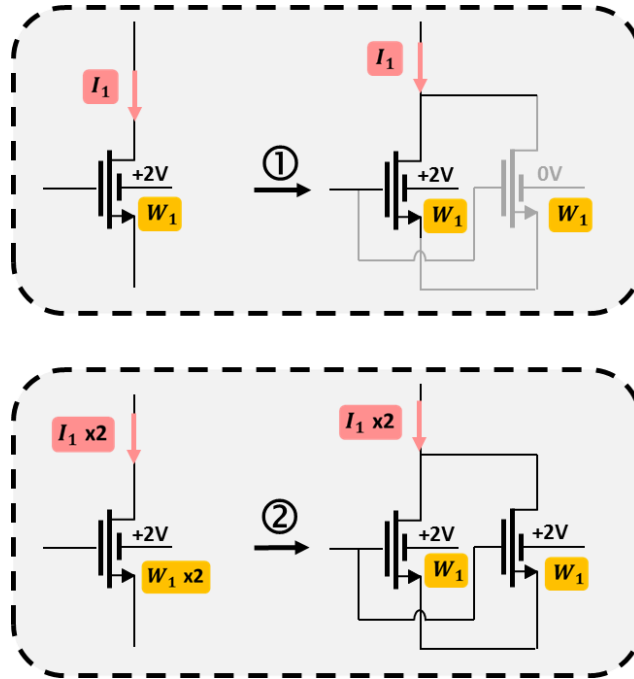 I₁ I₁
①
+2V +2V 0V
W₁ W₁ W₁
I₁ x2 I₁ x2
②
+2V +2V +2V
W₁ x2 W₁ W₁